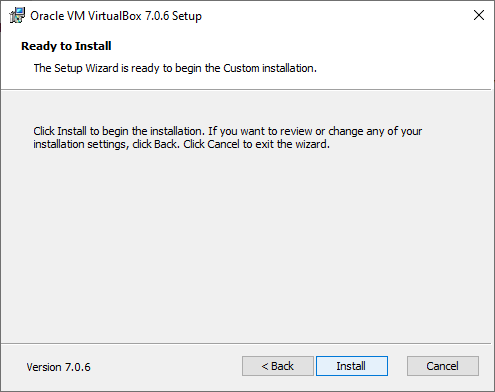 Oracle VM VirtualBox 7.0.6 Setup
Ready to Install
The Setup Wizard is ready to begin the Custom installation.
Click Install to begin the installation. If you want to review or change any of your
installation settings, click Back. Click Cancel to exit the wizard.
Version 7.0.6
< Back
Install
Cancel